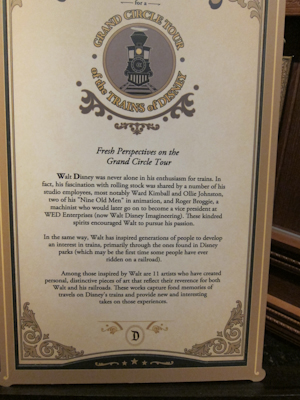 for a
GRAND CIRCLE TOUR
of the TRAINS of DISNEY
Fresh Perspectives on the
Grand Circle Tour
Walt Disney was never alone in his enthusiasm for trains. In
fact, his fascination with rolling stock was shared by a number of his
studio employees, most notably Ward Kimball and Ollie Johnson,
two of his "Nine Old Men" in animation, and Roger Broggie, a
machinist who would later go on to become a vice president at
WED Enterprises (now Walt Disney Imagineering). These kindred
spirits encouraged Walt to pursue his passion.
In the same way, Walt has inspired generations of people to develop
an interest in trains, primarily through the ones found in Disney
parks (which may be the first time some people have ever
ridden on a railroad).
Among those inspired by Walt are 11 artists who have created
personal, distinctive pieces of art that reflect their reverence for both
Walt and his railroads. These works capture fond memories of
travels on Disney's trains and provide new and interesting
takes on those experiences.
D